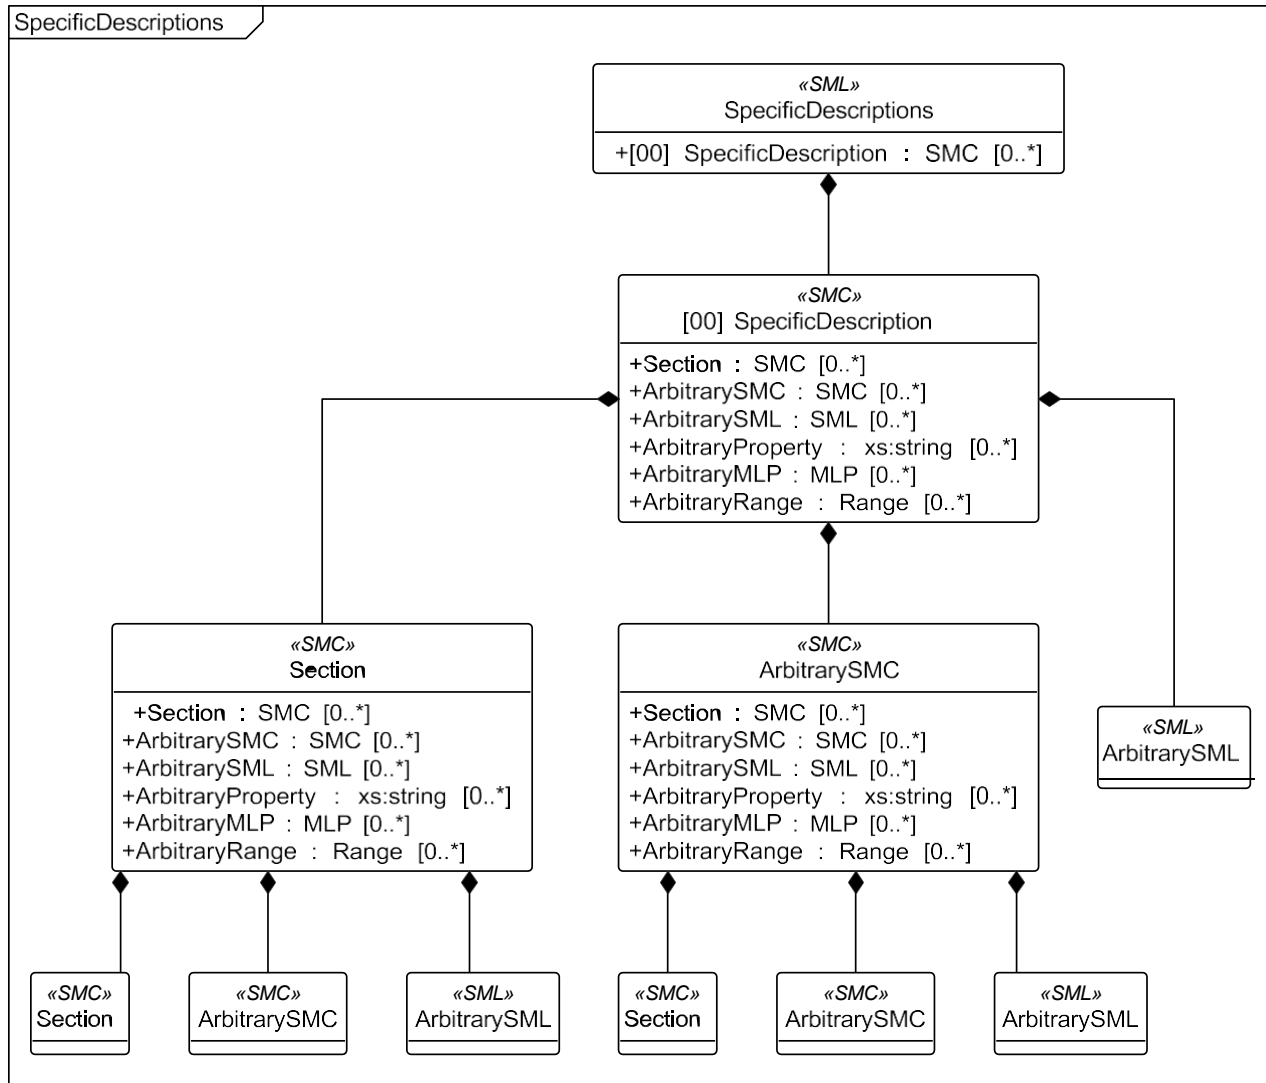 SpecificDescriptions
«SML»
SpecificDescriptions
+[00] SpecificDescription : SMC [0..*]
«SMC»
[00] SpecificDescription
+Section : SMC [0..*]
+ArbitrarySMC : SMC [0..*]
+ArbitrarySML : SML [0..*]
+ArbitraryProperty : xs:string [0..*]
+ArbitraryMLP : MLP [0..*]
+ArbitraryRange : Range [0..*]
«SMC»
Section
+Section : SMC [0..*]
+ArbitrarySMC : SMC [0..*]
+ArbitrarySML : SML [0..*]
+ArbitraryProperty : xs:string [0..*]
+ArbitraryMLP : MLP [0..*]
+ArbitraryRange : Range [0..*]
«SMC»
ArbitrarySMC
+Section : SMC [0..*]
+ArbitrarySMC : SMC [0..*]
+ArbitrarySML : SML [0..*]
+ArbitraryProperty : xs:string [0..*]
+ArbitraryMLP : MLP [0..*]
+ArbitraryRange : Range [0..*]
«SML»
ArbitrarySML
«SMC»
Section
«SMC»
ArbitrarySMC
«SML»
ArbitrarySML
«SMC»
Section
«SMC»
ArbitrarySMC
«SML»
ArbitrarySML